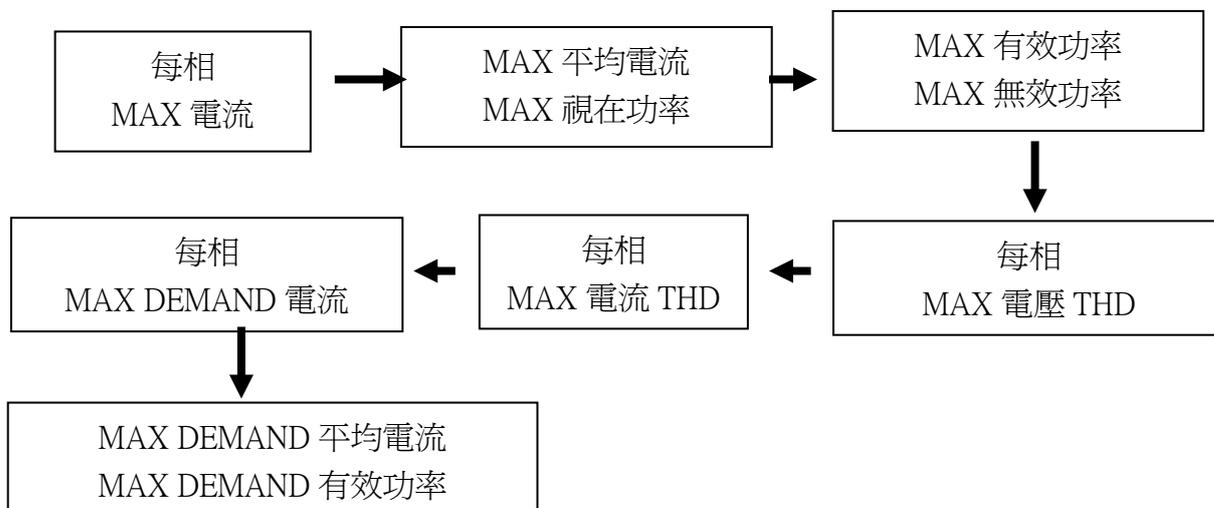 每相
MAX 電流
MAX 平均電流
MAX 視在功率
MAX 有效功率
MAX 無效功率
每相
MAX 電壓 THD
每相
MAX 電流 THD
每相
MAX DEMAND 電流
MAX DEMAND 平均電流
MAX DEMAND 有效功率